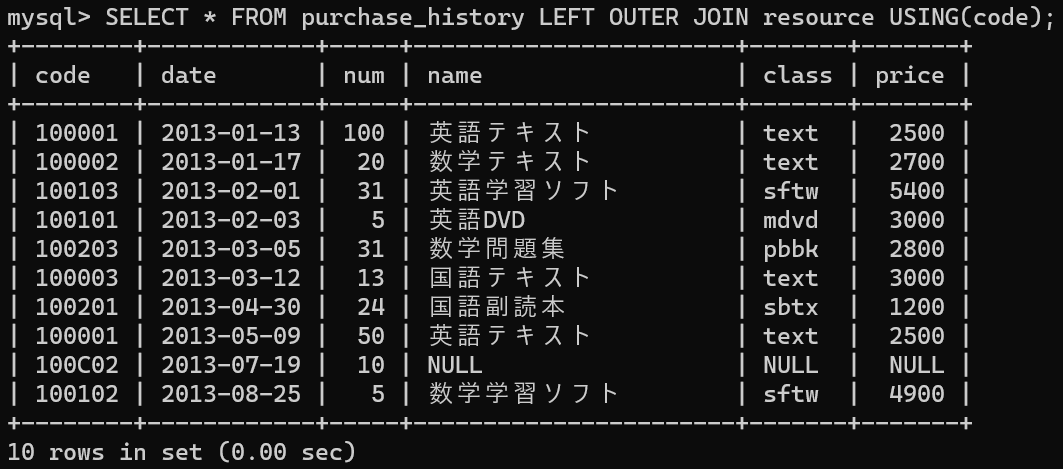 mysql> SELECT * FROM purchase_history LEFT OUTER JOIN resource USING(code);
+--------+------------+-----+-----------------------+-------+-------+
| code   | date       | num | name                  | class | price |
+--------+------------+-----+-----------------------+-------+-------+
| 100001 | 2013-01-13 | 100 | 英語テキスト          | text  |  2500 |
| 100002 | 2013-01-17 |  20 | 数学テキスト          | text  |  2700 |
| 100103 | 2013-02-01 |  31 | 英語学習ソフト        | sftw  |  5400 |
| 100101 | 2013-02-03 |   5 | 英語DVD               | mdvd  |  3000 |
| 100203 | 2013-03-05 |  31 | 数学問題集            | pbbk  |  2800 |
| 100003 | 2013-03-12 |  13 | 国語テキスト          | text  |  3000 |
| 100201 | 2013-04-30 |  24 | 国語副読本            | sbtx  |  1200 |
| 100001 | 2013-05-09 |  50 | 英語テキスト          | text  |  2500 |
| 100C02 | 2013-07-19 |  10 | NULL                  | NULL  |  NULL |
| 100102 | 2013-08-25 |   5 | 数学学習ソフト        | sftw  |  4900 |
+--------+------------+-----+-----------------------+-------+-------+
10 rows in set (0.00 sec)